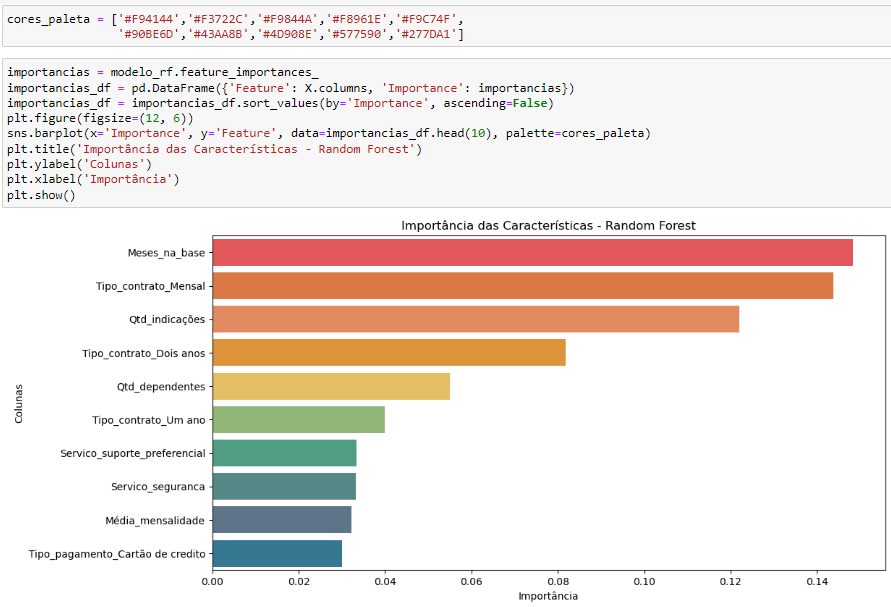 cores_paleta = ['#F94144','#F3722C','#F9844A','#F8961E','#F9C74F',
'#90BE6D','#43AA8B','#4D908E','#577590','#277DA1']
importancias = modelo_rf.feature_importances_
importancias_df = pd.DataFrame({'Feature': X.columns, 'Importance': importancias})
importancias_df = importancias_df.sort_values(by='Importance', ascending=False)
plt.figure(figsize=(12, 6))
sns.barplot(x='Importance', y='Feature', data=importancias_df.head(10), palette=cores_paleta)
plt.title('Importância das Características - Random Forest')
plt.ylabel('Colunas')
plt.xlabel('Importância')
plt.show()
Importância das Características - Random Forest
Colunas
Meses_na_base
Tipo_contrato_Mensal
Qtd_indicações
Tipo_contrato_Dois anos
Qtd_dependentes
Tipo_contrato_Um ano
Servico_suporte_preferencial
Servico_seguranca
Média_mensalidade
Tipo_pagamento_Cartão de credito
0.00 0.02 0.04 0.06 0.08 0.10 0.12 0.14
Importância